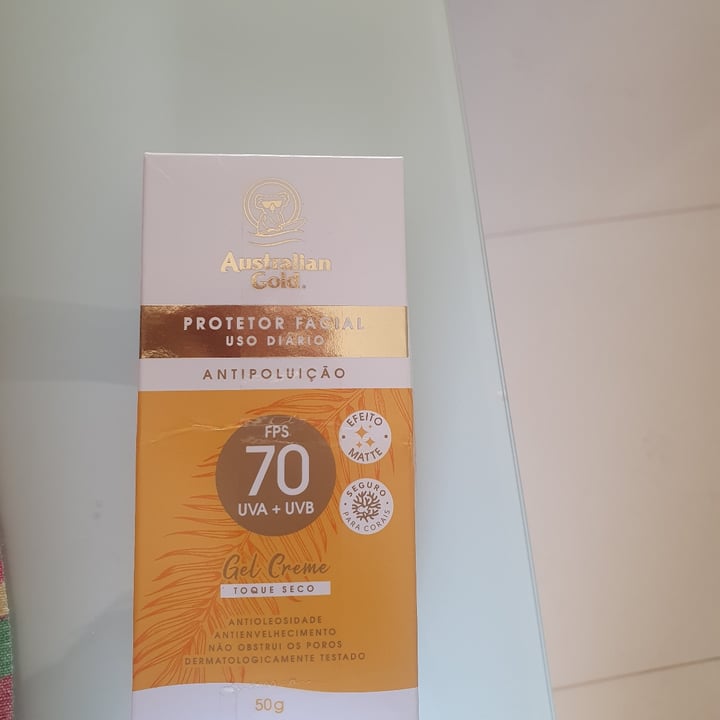 Australian
Gold®
PROTETOR FACIAL
USO DIÁRIO
ANTIPOLUIÇÃO
FPS
70
UVA + UVB
EFEITO
MATTE
SEGURO
PARA CORAIS
Gel Creme
TOQUE SECO
ANTIOLEOSIDADE
ANTIENVELHECIMENTO
NÃO OBSTRUI OS POROS
DERMATOLOGICAMENTE TESTADO
50g